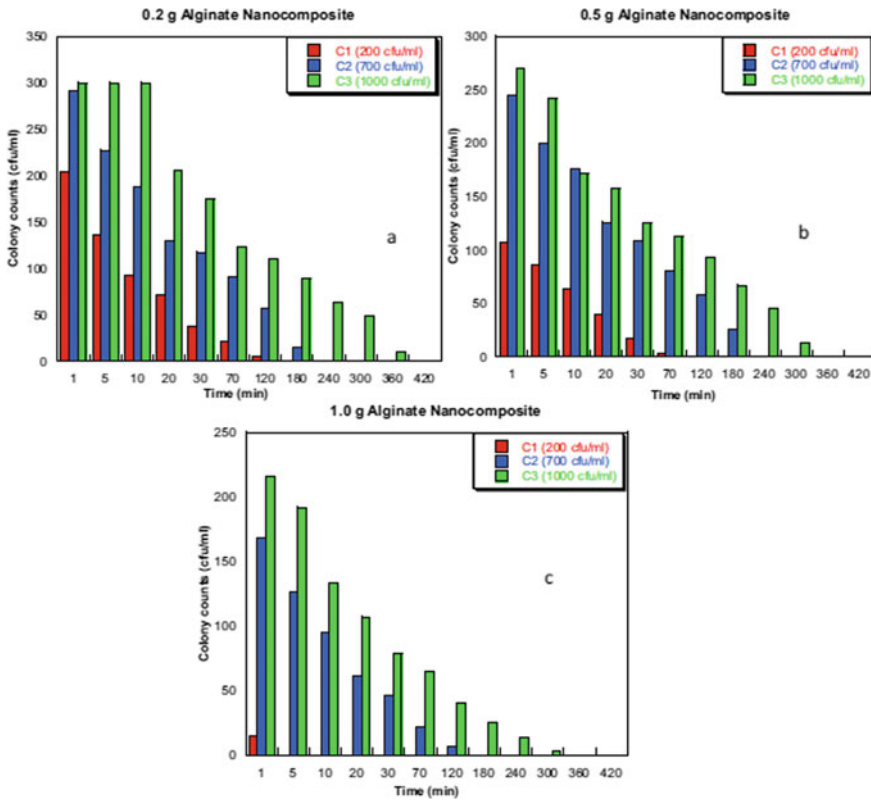 0.2 g Alginate Nanocomposite
350
300
250
200
150
100
50
0
Colony counts (cfu/ml)
C1 (200 cfu/ml)
C2 (700 cfu/ml)
C3 (1000 cfu/ml)
a
1 5 10 20 30 70 120 180 240 300 360 420
Time (min)
0.5 g Alginate Nanocomposite
300
250
200
150
100
50
0
Colony counts (cfu/ml)
C1 (200 cfu/ml)
C2 (700 cfu/ml)
C3 (1000 cfu/ml)
b
1 5 10 20 30 70 120 180 240 300 360 420
Time (min)
1.0 g Alginate Nanocomposite
250
200
150
100
50
0
Colony counts (cfu/ml)
C1 (200 cfu/ml)
C2 (700 cfu/ml)
C3 (1000 cfu/ml)
c
1 5 10 20 30 70 120 180 240 300 360 420
Time (min)